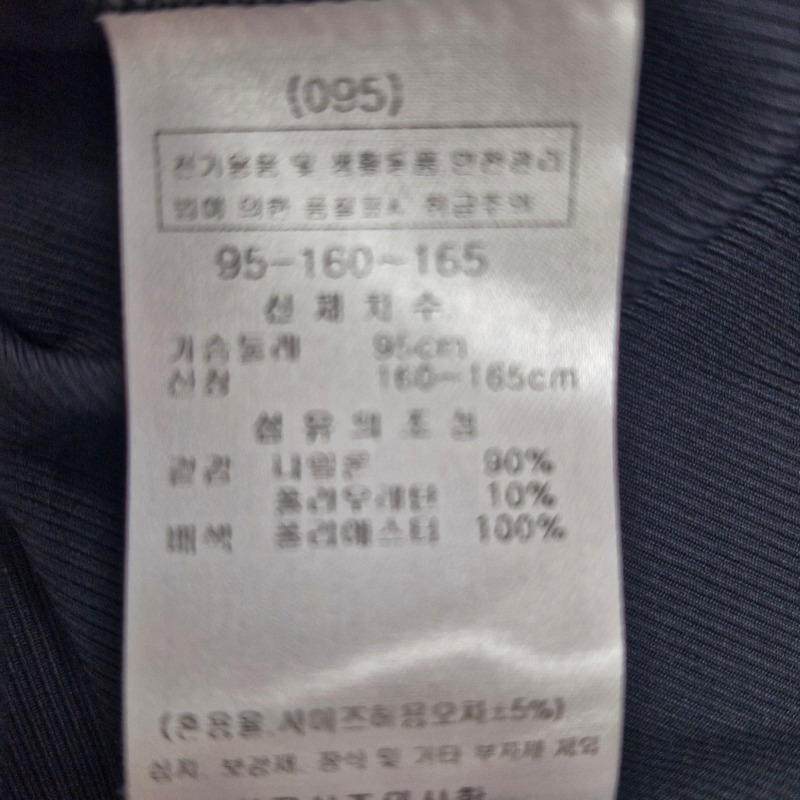 (095)
전기용품 및 생활용품 안전관리
법에 의한 품질표시 취급주의
95-160~165
신 체 치 수
가슴둘레 95cm
신장 160~165cm
섬 유 의 조 성
겉감 나일론 90%
폴리우레탄 10%
배색 폴리에스터 100%
(혼용율,사이즈허용오차±5%)
심지, 보강재, 장식 및 기타 부자재 제외